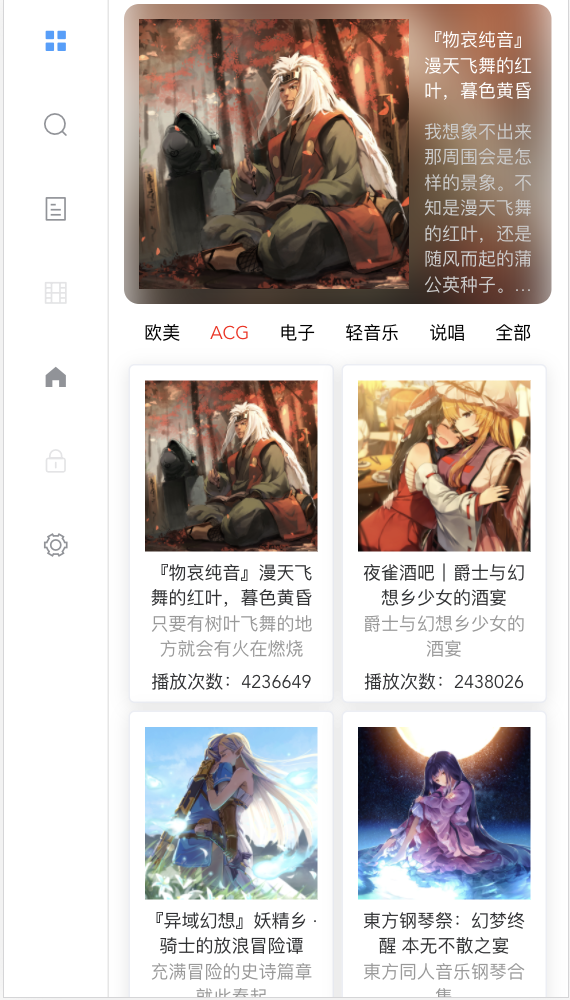 『物哀纯音』
漫天飞舞的红
叶，暮色黄昏
我想象不出来
那周围会是怎
样的景象。不
知是漫天飞舞
的红叶，还是
随风而起的蒲
公英种子。...
欧美 ACG 电子 轻音乐 说唱 全部
『物哀纯音』漫天飞
舞的红叶，暮色黄昏
只要有树叶飞舞的地
方就会有火在燃烧
播放次数：4236649
夜雀酒吧｜爵士与幻
想乡少女的酒宴
爵士与幻想乡少女的
酒宴
播放次数：2438026
『异域幻想』妖精乡 ·
骑士的放浪冒险谭
充满冒险的史诗篇章
就此奏起
東方钢琴祭：幻梦终
醒 本无不散之宴
東方同人音乐钢琴合
集